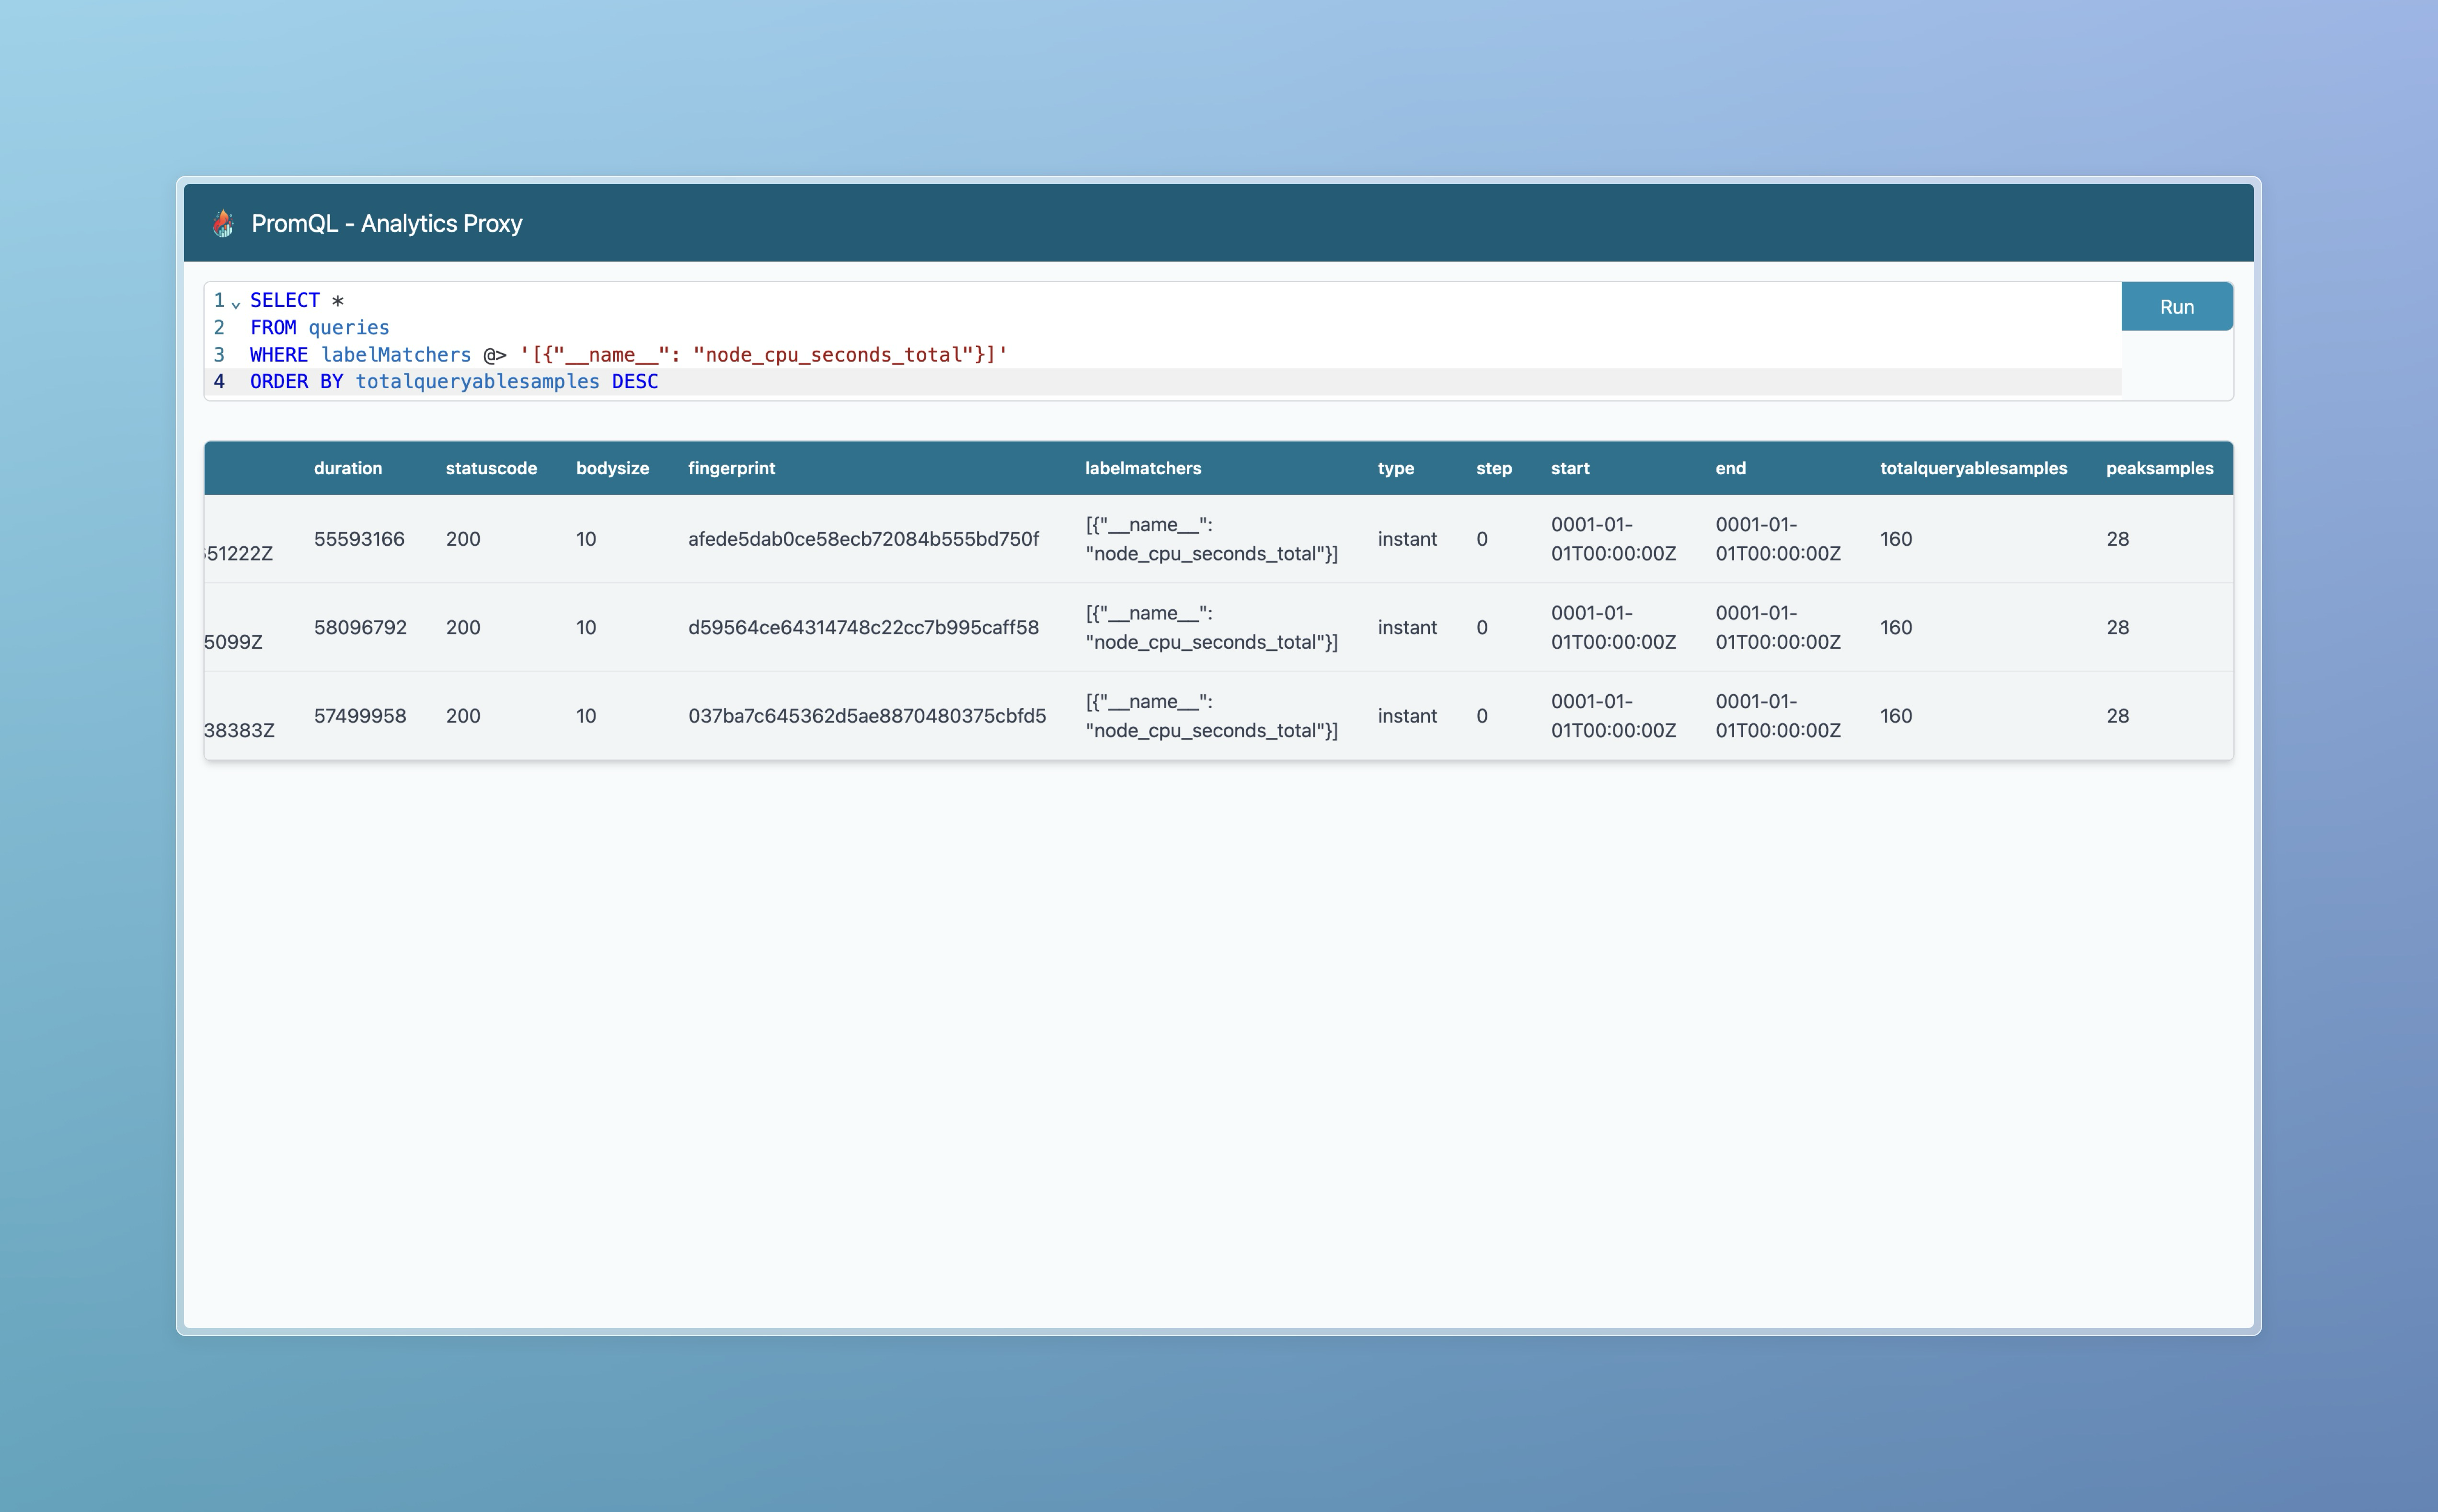 PromQL - Analytics Proxy
1 SELECT *
2 FROM queries
3 WHERE labelMatchers @> '[{"__name__": "node_cpu_seconds_total"}]'
4 ORDER BY totalqueryablesamples DESC
Run
duration statuscode bodysize fingerprint labelmatchers type step start end totalqueryablesamples peaksamples
[{"__name__": 0001-01- 0001-01-
55593166 200 10 afede5dab0ce58ecb72084b555bd750f instant 0 160 28
51222Z "node_cpu_seconds_total"}] 01T00:00:00Z 01T00:00:00Z
[{"__name__": 0001-01- 0001-01-
58096792 200 10 d59564ce64314748c22cc7b995caff58 instant 0 160 28
5099Z "node_cpu_seconds_total"}] 01T00:00:00Z 01T00:00:00Z
[{"__name__": 0001-01- 0001-01-
57499958 200 10 037ba7c645362d5ae8870480375cbfd5 instant 0 160 28
38383Z "node_cpu_seconds_total"}] 01T00:00:00Z 01T00:00:00Z